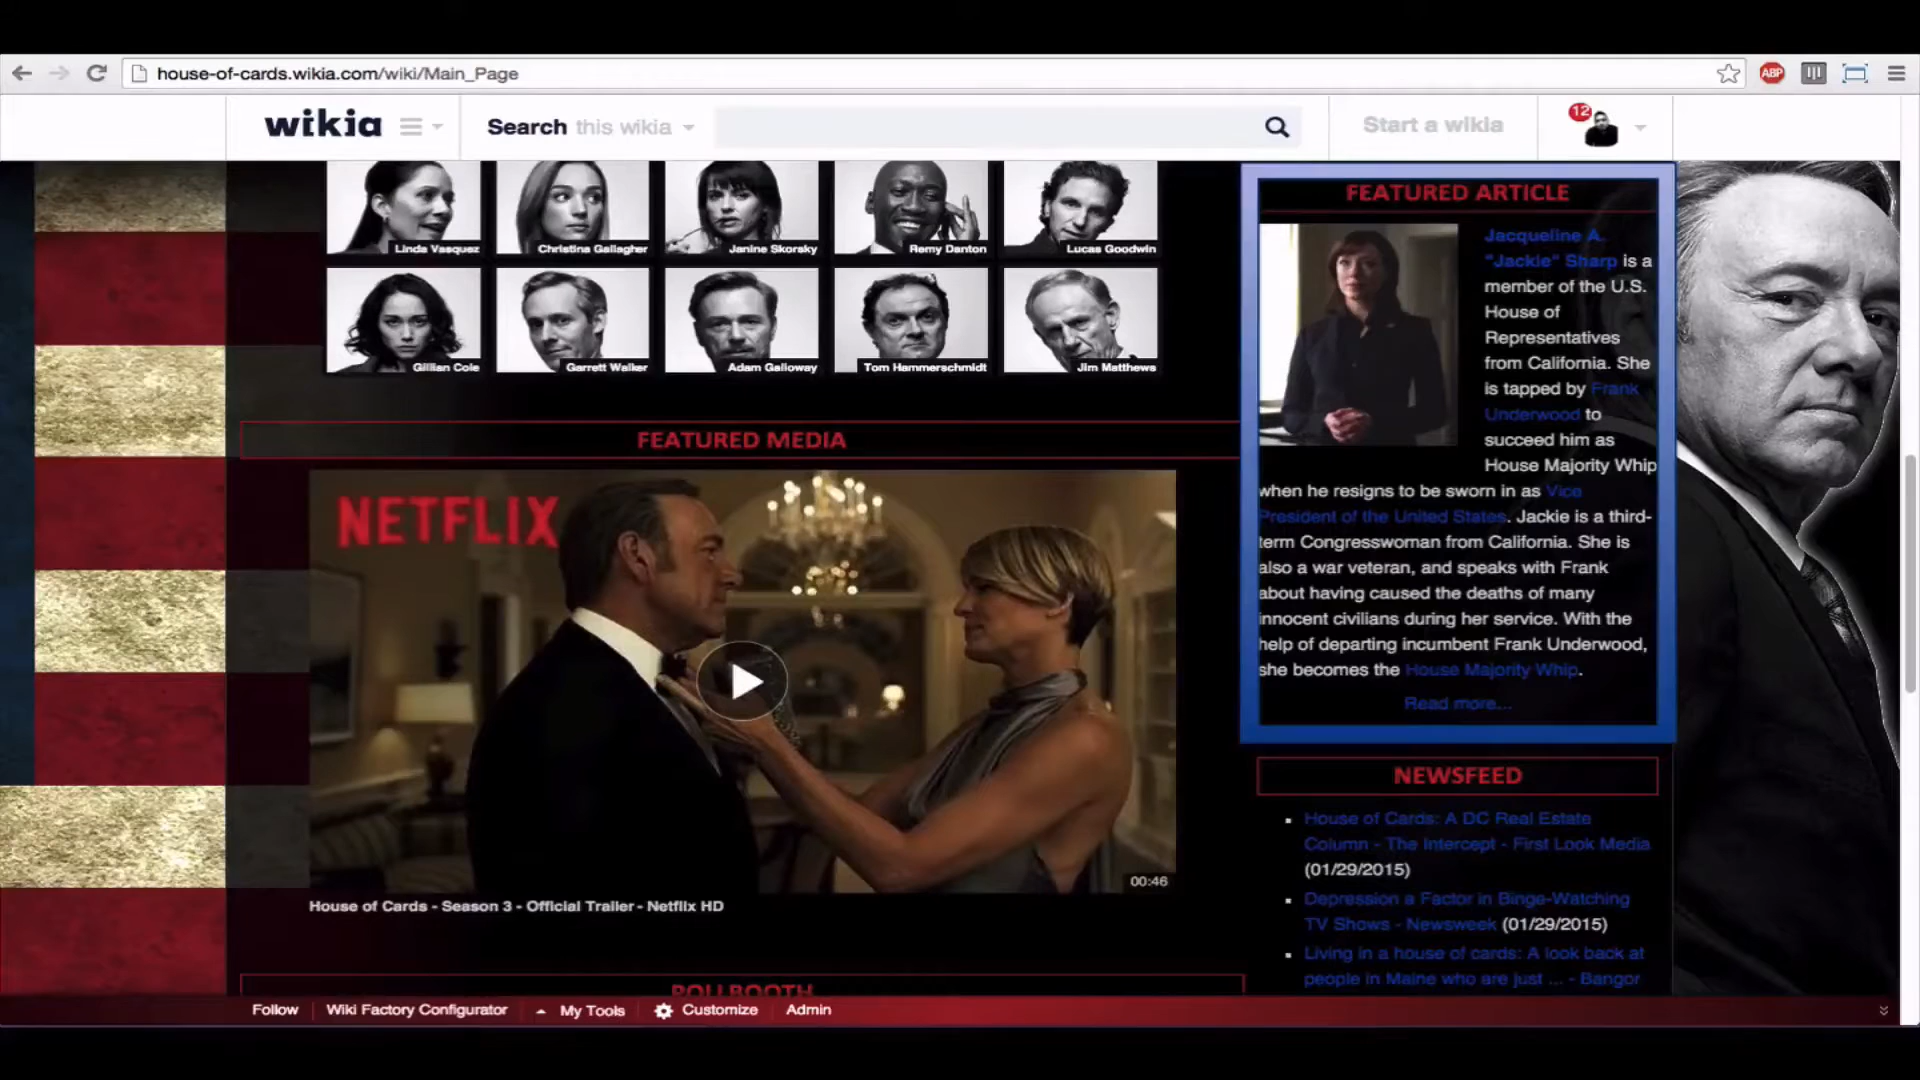 house-of-cards.wikia.com/wiki/Main_Page
ABP
wikia
Search this wikia
Start a wikia
12
Linda Vasquez
Christina Gallagher
Janine Skorsky
Remy Danton
Lucas Goodwin
Gillian Cole
Garrett Walker
Adam Galloway
Tom Hammerschmidt
Jim Matthews
FEATURED MEDIA
NETFLIX
00:46
House of Cards - Season 3 - Official Trailer - Netflix HD
POLLBOOTH
FEATURED ARTICLE
Jacqueline A.
"Jackie" Sharp is a
member of the U.S.
House of
Representatives
from California. She
is tapped by Frank
Underwood to
succeed him as
House Majority Whip
when he resigns to be sworn in as Vice
President of the United States. Jackie is a third-
term Congresswoman from California. She is
also a war veteran, and speaks with Frank
about having caused the deaths of many
innocent civilians during her service. With the
help of departing incumbent Frank Underwood,
she becomes the House Majority Whip.
Read more...
NEWSFEED
House of Cards: A DC Real Estate
Column - The Intercept - First Look Media
(01/29/2015)
Depression a Factor in Binge-Watching
TV Shows - Newsweek (01/29/2015)
Living in a house of cards: A look back at
people in Maine who are just ... - Bangor
Follow
Wiki Factory Configurator
My Tools
Customize
Admin